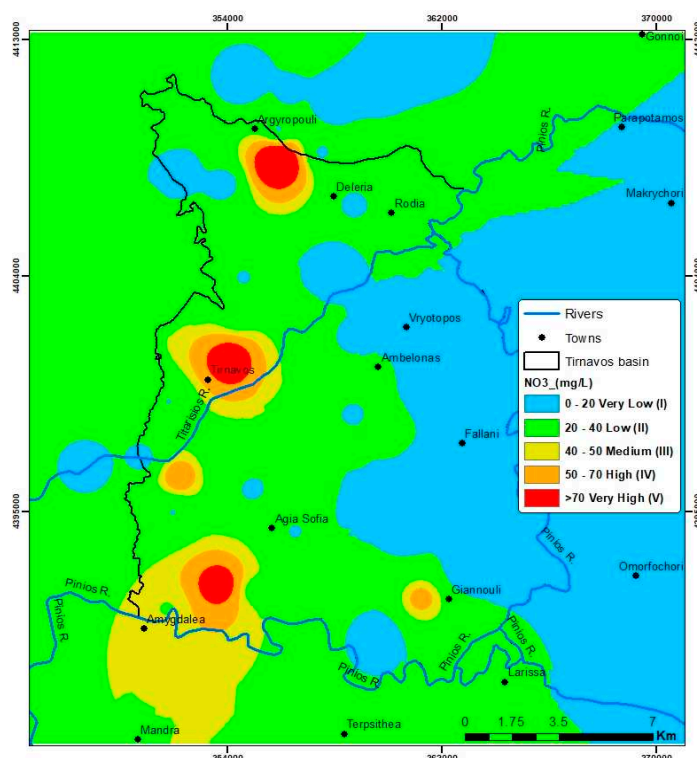 354000
362000
370000
4413000
Gonnoi
Argyropouli
Pinios R.
Parapotamos
Deleria
Makrychori
Rodia
4404000
Rivers
Vryotopos
Towns
Ambelonas
Tirnavos basin
Tirnavos
NO3_(mg/L)
Titarisios R.
0 - 20 Very Low (I)
20 - 40 Low (II)
Fallani
40 - 50 Medium (III)
50 - 70 High (IV)
>70 Very High (V)
4395000
Agia Sofia
Pinios R.
Omorfochori
Pinios R.
Pinios R.
Giannouli
Amygdalea
Pinios R.
Pinios R.
Pinios R.
Larissa
Mandra
Terpsithea
0 1.75 3.5 7
Km
354000
362000
370000